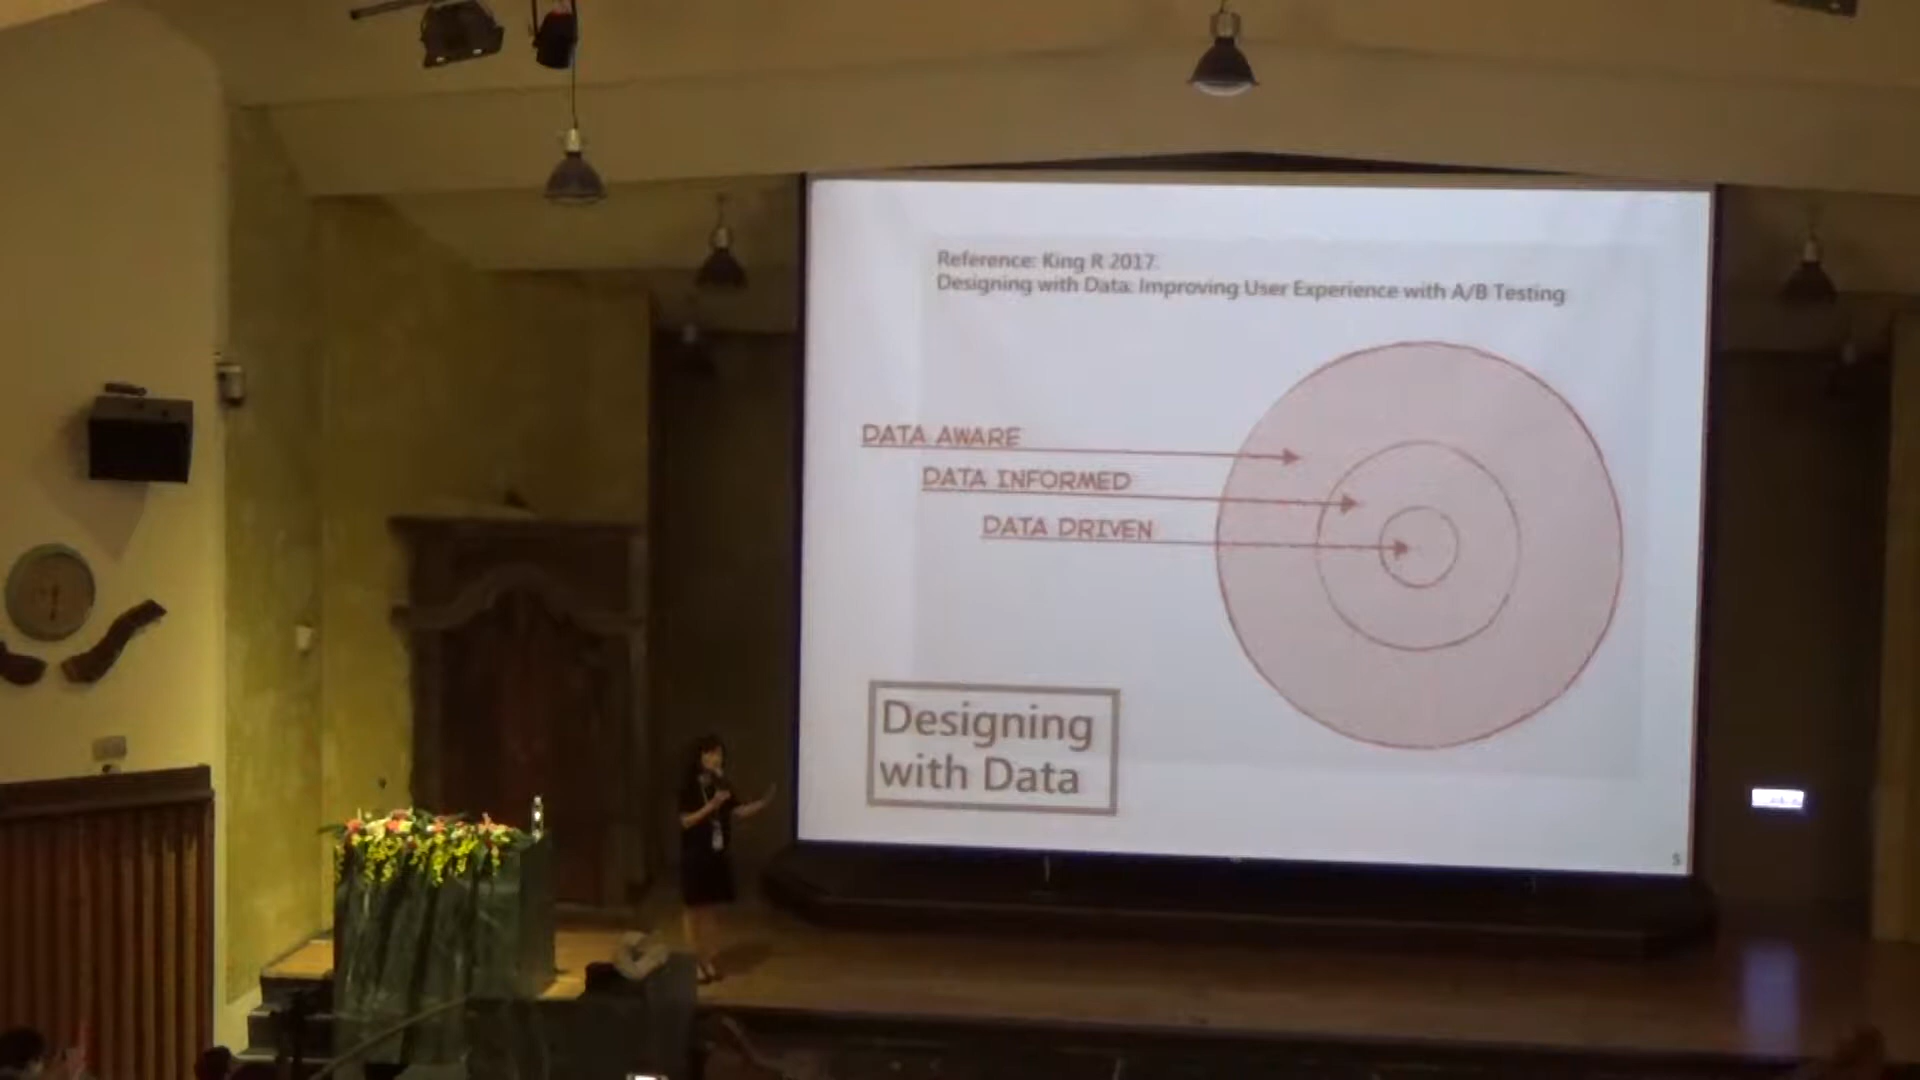 Reference: King R 2017.
Designing with Data: Improving User Experience with A/B Testing
DATA AWARE
DATA INFORMED
DATA DRIVEN
Designing
with Data
5